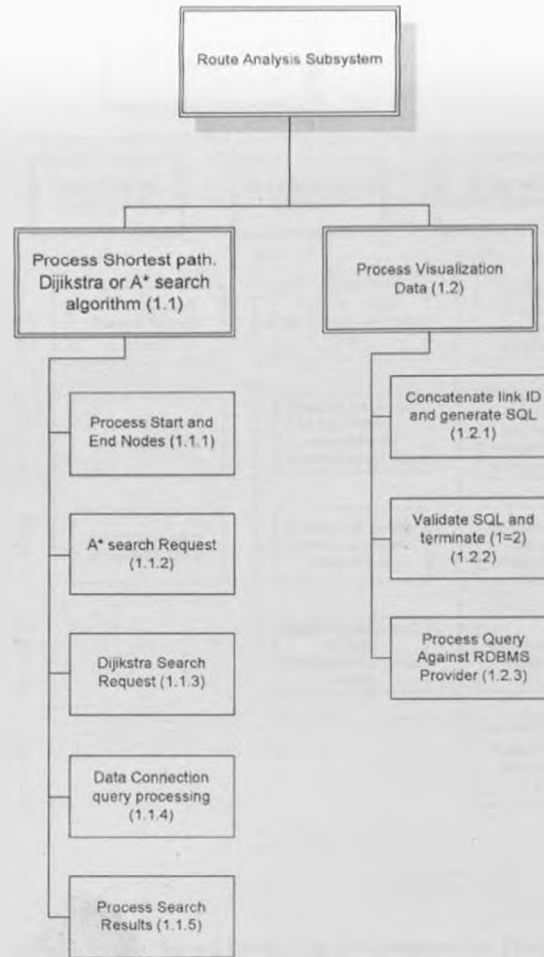 Route Analysis Subsystem
Process Shortest path.
Dijikstra or A* search
algorithm (1.1)
Process Start and
End Nodes (1.1.1)
A* search Request
(1.1.2)
Dijikstra Search
Request (1.1.3)
Data Connection
query processing
(1.1.4)
Process Search
Results (1.1.5)
Process Visualization
Data (1.2)
Concatenate link ID
and generate SQL
(1.2.1)
Validate SQL and
terminate (1=2)
(1.2.2)
Process Query
Against RDBMS
Provider (1.2.3)